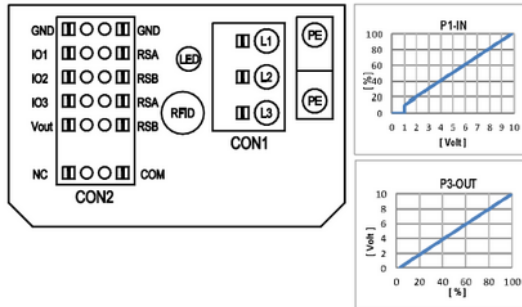 GND GND
IO1 RSA
IO2 RSB
IO3 RSA
Vout RSB
NC COM
CON2
LED
RFID
L1
L2
L3
CON1
PE
PE
P1-IN
[%]
100
80
60
40
20
0
0 1 2 3 4 5 6 7 8 9 10
[Volt]
P3-OUT
[Volt]
10
8
6
4
2
0
0 20 40 60 80 100
[%]